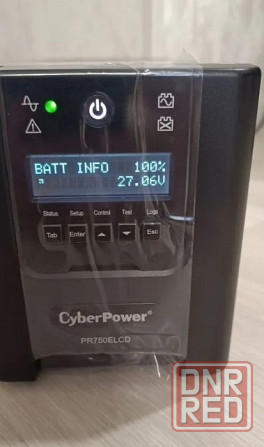 BATT INFO 100%
27.06V
Status Setup Control Test Logs
Tab Enter Esc
CyberPower®
PR750ELCD
DNR
RED